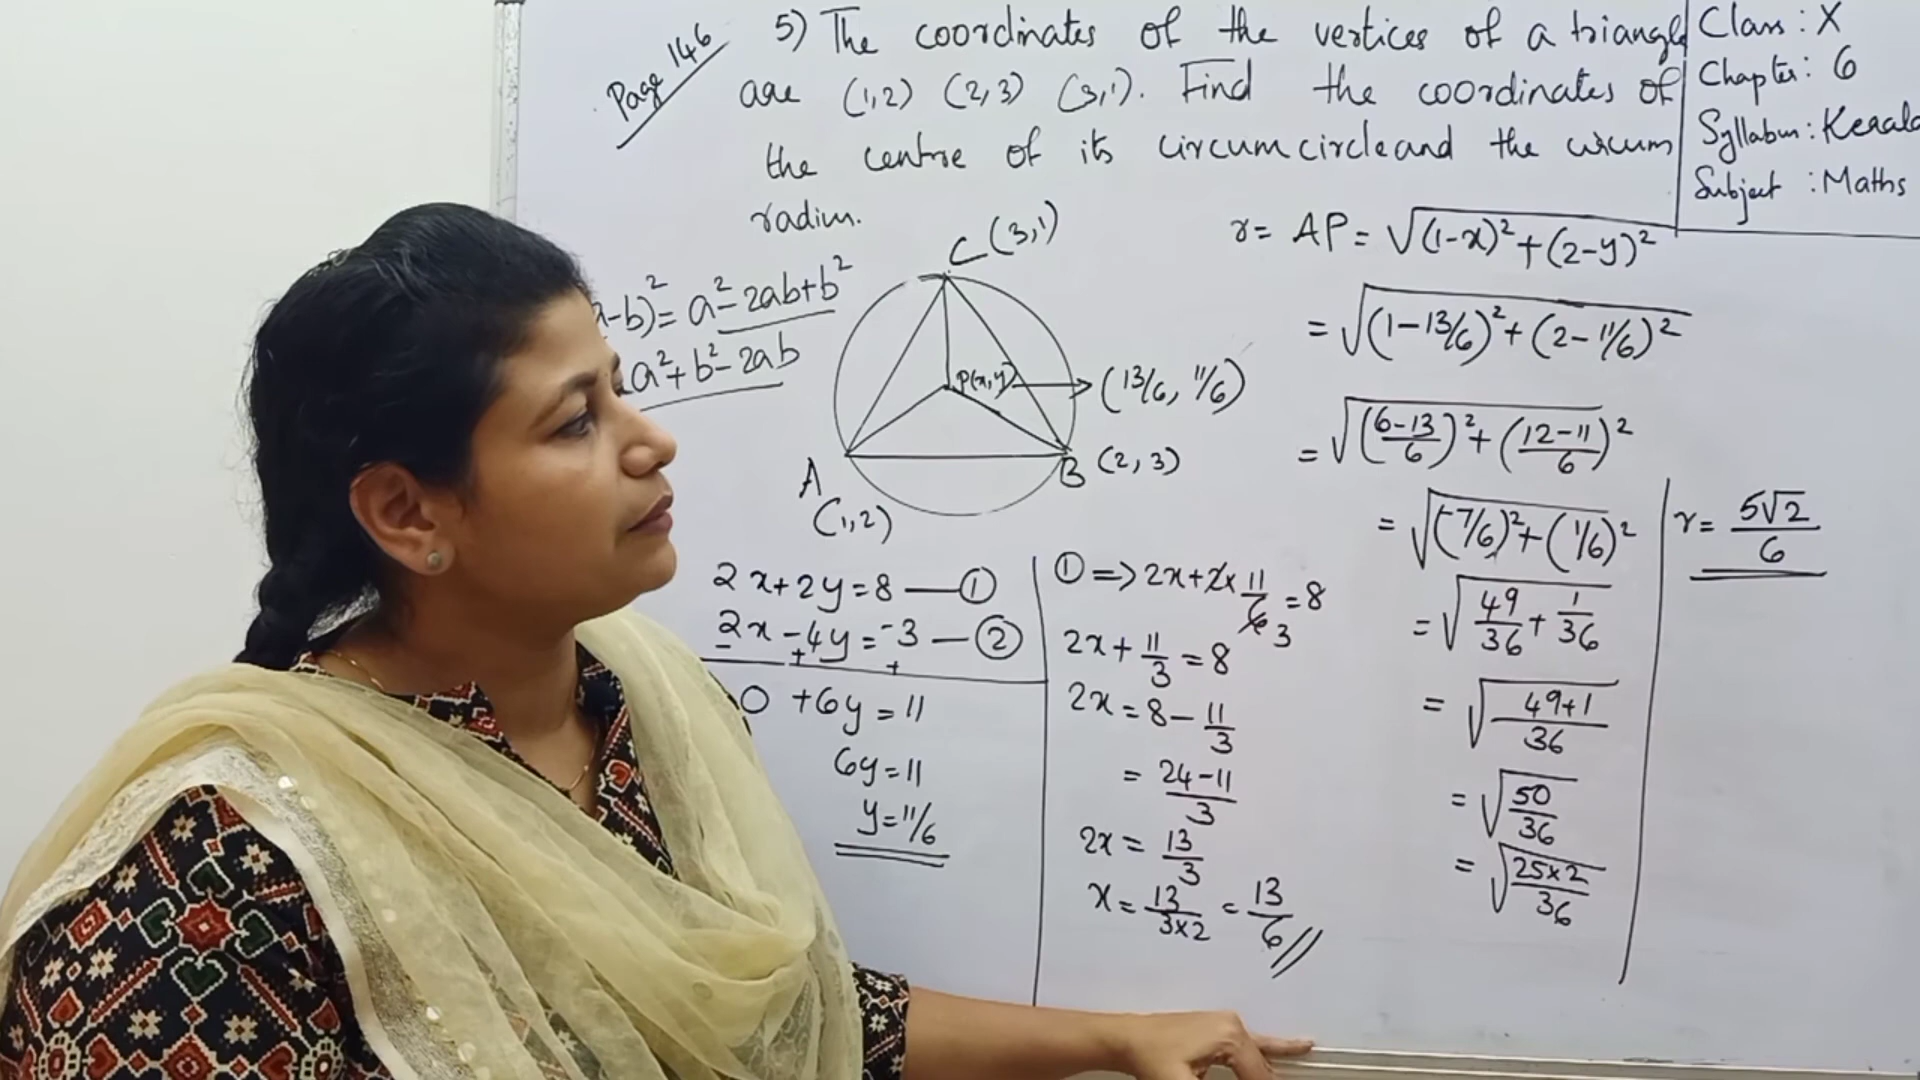 Page 146
5) The coordinates of the vertices of a triangle
are (1,2) (2,3) (3,1). Find the coordinates of
the centre of its circumcircle and the circum
radius.
Class : X
Chapter : 6
Syllabus : Kerala
Subject : Maths
-b)² = a² - 2ab + b²
a² + b² - 2ab
C (3,1)
P(x,y)
(13/6, 11/6)
A
(1,2)
B (2,3)
2x + 2y = 8 — ①
2x - 4y = -3 — ②
- + +
0 + 6y = 11
6y = 11
y = 11/6
① => 2x + 2 × 11/6 = 8
3
2x + 11/3 = 8
2x = 8 - 11/3
= 24-11/3
2x = 13/3
x = 13/3×2 = 13/6 //
r = AP = √(1-x)² + (2-y)²
= √(1-13/6)² + (2-11/6)²
= √(6-13/6)² + (12-11/6)²
= √(-7/6)² + (1/6)²
= √49/36 + 1/36
= √49+1/36
= √50/36
= √25×2/36
r = 5√2/6